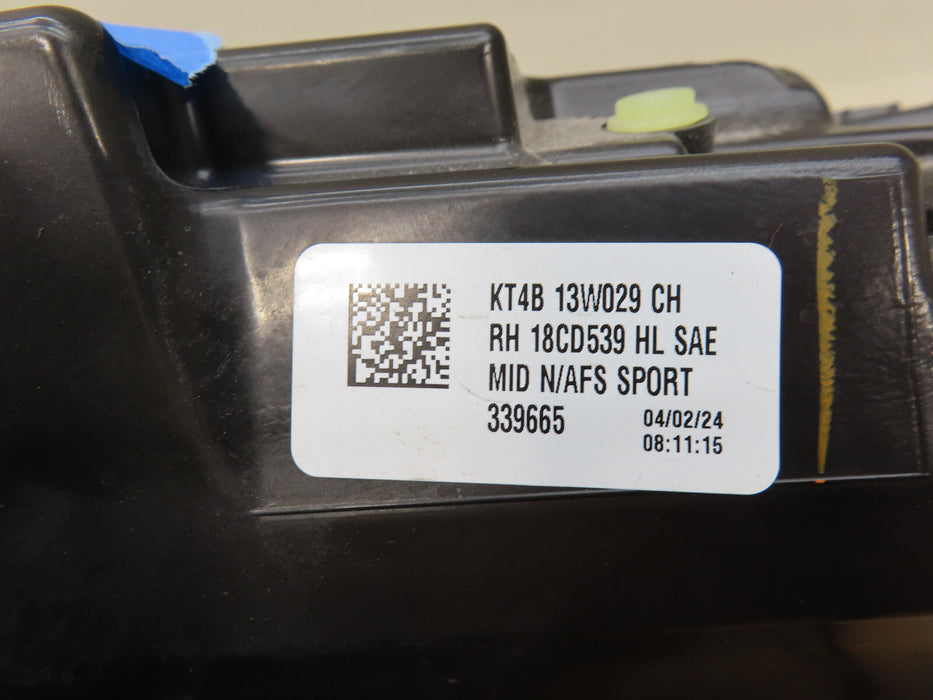 KT4B 13W029 CH
RH 18CD539 HL SAE
MID N/AFS SPORT
339665 04/02/24
08:11:15